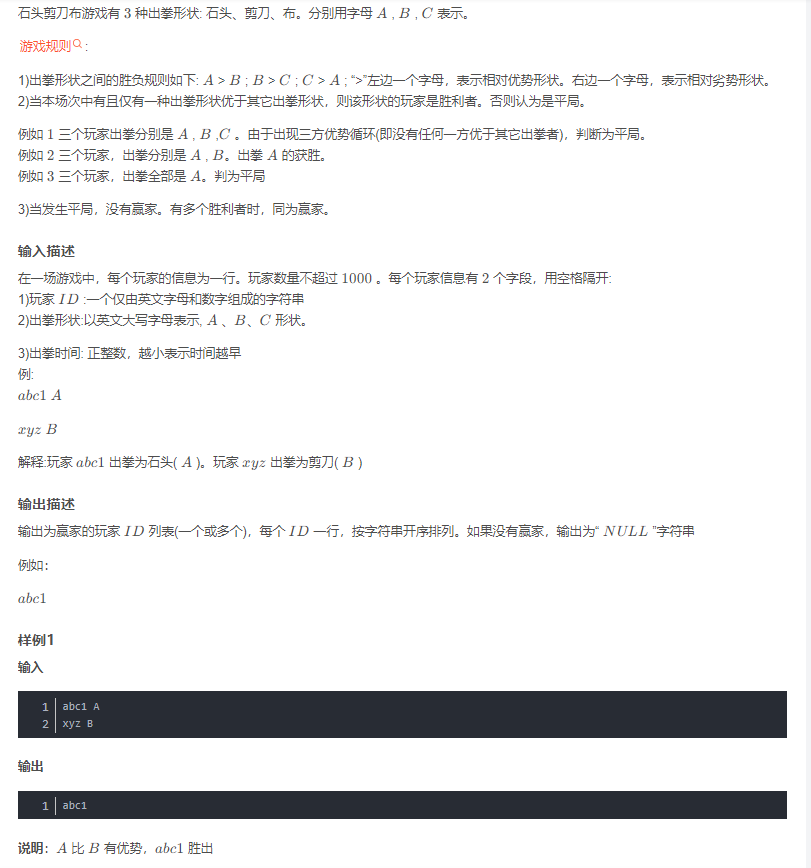 石头剪刀布游戏有 3 种出拳形状: 石头、剪刀、布。分别用字母 A , B , C 表示。
游戏规则:
1)出拳形状之间的胜负规则如下: A > B ; B > C ; C > A ; “>”左边一个字母，表示相对优势形状。右边一个字母，表示相对劣势形状。
2)当本场次中有且仅有一种出拳形状优于其它出拳形状，则该形状的玩家是胜利者。否则认为是平局。
例如 1 三个玩家出拳分别是 A , B ,C 。由于出现三方优势循环(即没有任何一方优于其它出拳者)，判断为平局。
例如 2 三个玩家，出拳分别是 A , B。出拳 A 的获胜。
例如 3 三个玩家，出拳全部是 A。判为平局
3)当发生平局，没有赢家。有多个胜利者时，同为赢家。
输入描述
在一场游戏中，每个玩家的信息为一行。玩家数量不超过 1000 。每个玩家信息有 2 个字段，用空格隔开:
1)玩家 ID :一个仅由英文字母和数字组成的字符串
2)出拳形状:以英文大写字母表示, A 、B、C 形状。
3)出拳时间: 正整数，越小表示时间越早
例:
abc1 A
xyz B
解释:玩家 abc1 出拳为石头( A )。玩家 xyz 出拳为剪刀( B )
输出描述
输出为赢家的玩家 ID 列表(一个或多个)，每个 ID 一行，按字符串开序排列。如果没有赢家，输出为“ NULL ”字符串
例如：
abc1
样例1
输入
1 abc1 A
2 xyz B
输出
1 abc1
说明：A 比 B 有优势，abc1 胜出